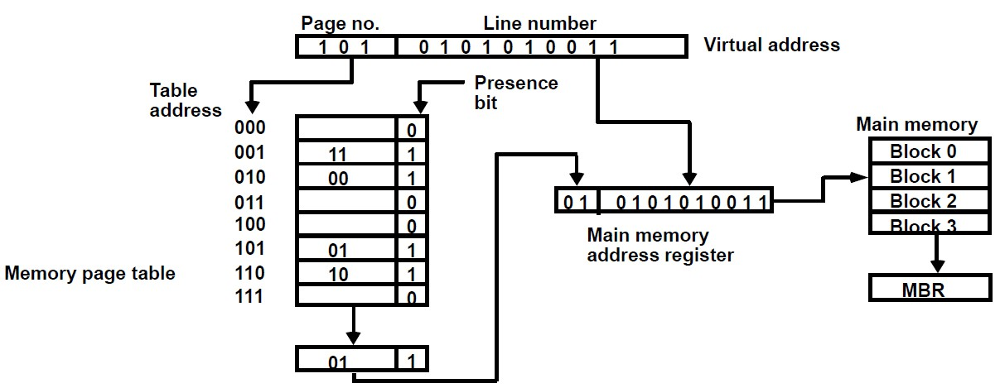 Page no. Line number
1 0 1 0 1 0 1 0 1 0 0 1 1 Virtual address
Table
address
Presence
bit
000 0
001 11 1
010 00 1
011 0
100 0
101 01 1
110 10 1
111 0
Memory page table
01 1
0 1 0 1 0 1 0 1 0 0 1 1
Main memory
address register
Main memory
Block 0
Block 1
Block 2
Block 3
MBR